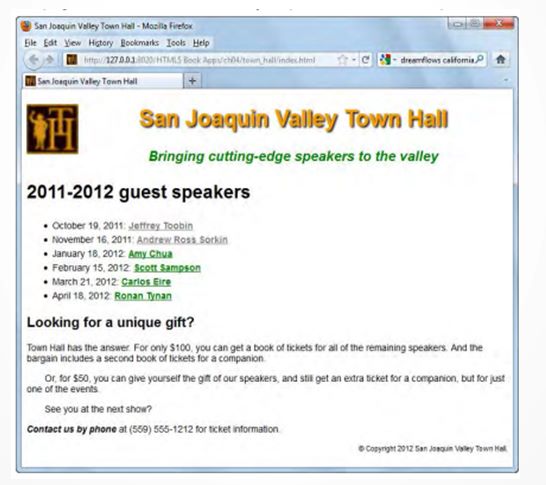 San Joaquin Valley Town Hall - Mozilla Firefox
File Edit View History Bookmarks Tools Help
http://127.0.0.1:8020/HTML5 Book Apps/ch04/town_hall/index.html
dreamflows california
San Joaquin Valley Town Hall
+
TH
San Joaquin Valley Town Hall
Bringing cutting-edge speakers to the valley
2011-2012 guest speakers
• October 19, 2011: Jeffrey Toobin
• November 16, 2011: Andrew Ross Sorkin
• January 18, 2012: Amy Chua
• February 15, 2012: Scott Sampson
• March 21, 2012: Carlos Eire
• April 18, 2012: Ronan Tynan
Looking for a unique gift?
Town Hall has the answer. For only $100, you can get a book of tickets for all of the remaining speakers. And the
bargain includes a second book of tickets for a companion.
Or, for $50, you can give yourself the gift of our speakers, and still get an extra ticket for a companion, but for just
one of the events.
See you at the next show?
Contact us by phone at (559) 555-1212 for ticket information.
© Copyright 2012 San Joaquin Valley Town Hall.